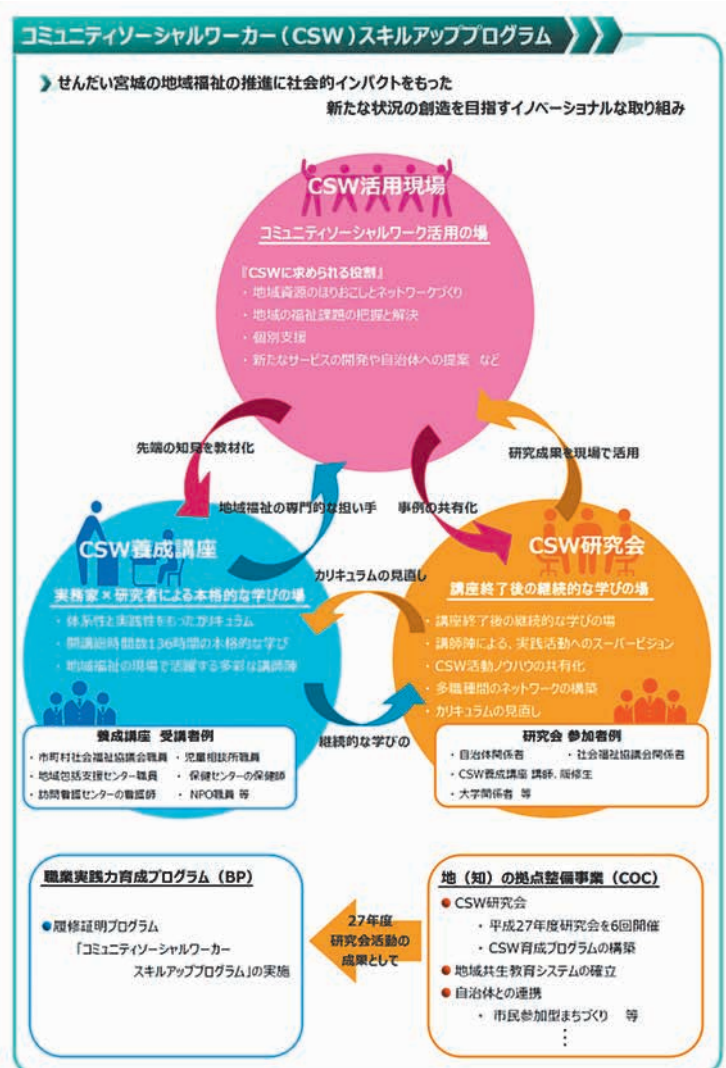 コミュニティソーシャルワーカー(CSW)スキルアッププログラム
せんだい宮城の地域福祉の推進に社会的インパクトをもった
新たな状況の創造を目指すイノベーショナルな取り組み
CSW活用現場
コミュニティソーシャルワーク活用の場
『CSWに求められる役割』
・地域資源のほりおこしとネットワークづくり
・地域の福祉課題の把握と解決
・個別支援
・新たなサービスの開発や自治体への提案 など
先端の知見を教材化
研究成果を現場で活用
地域福祉の専門的な担い手
事例の共有化
CSW養成講座
実務家×研究者による本格的な学びの場
・体系性と実践性をもったカリキュラム
・開講総時間数136時間の本格的な学び
・地域福祉の現場で活躍する多彩な講師陣
カリキュラムの見直し
CSW研究会
講座終了後の継続的な学びの場
・講座終了後の継続的な学びの場
・講師陣による、実践活動へのスーパービジョン
・CSW活動ノウハウの共有化
・多職種間のネットワークの構築
・カリキュラムの見直し
継続的な学びの
養成講座 受講者例
・市町村社会福祉協議会職員 ・児童相談所職員
・地域包括支援センター職員 ・保健センターの保健師
・訪問看護センターの看護師 ・NPO職員 等
研究会 参加者例
・自治体関係者 ・社会福祉協議会関係者
・CSW養成講座 講師、履修生
・大学関係者 等
職業実践力育成プログラム(BP)
●履修証明プログラム
「コミュニティソーシャルワーカー
スキルアッププログラム」の実施
27年度
研究会活動の
成果として
地(知)の拠点整備事業(COC)
●CSW研究会
・平成27年度研究会を6回開催
・CSW育成プログラムの構築
●地域共生教育システムの確立
●自治体との連携
・市民参加型まちづくり 等
⋮